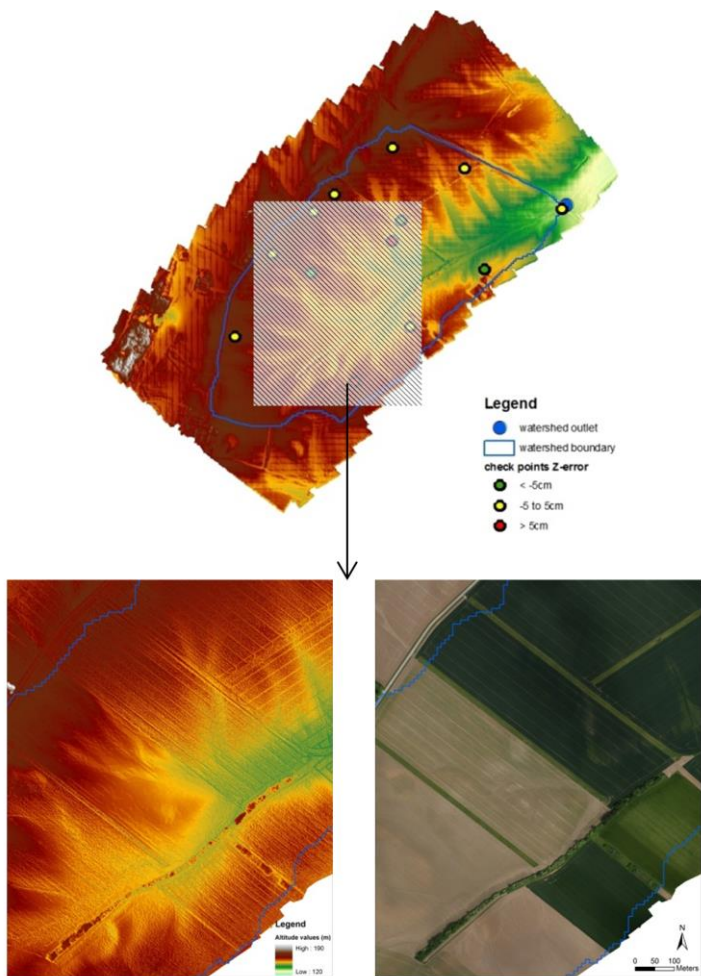 Legend
watershed outlet
watershed boundary
check points Z-error
< -5cm
-5 to 5cm
> 5cm
Legend
Altitude values (m)
High : 190
Low : 120
N
0 50 100
Meters